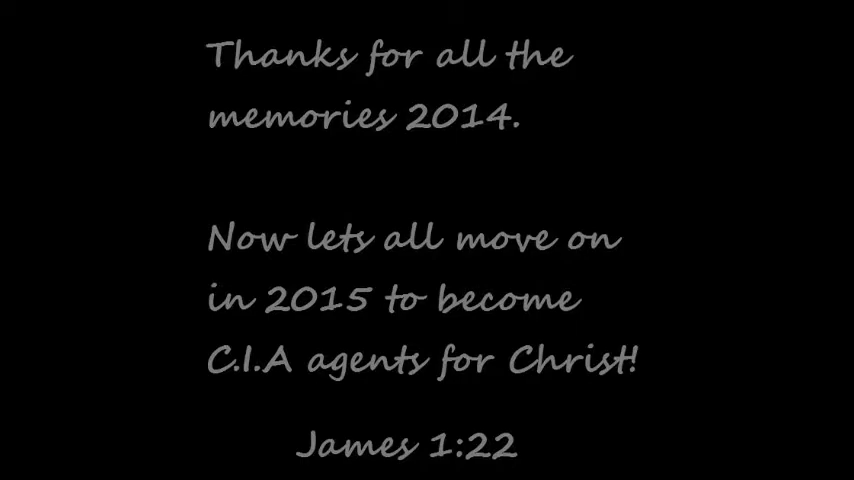 Thanks for all the
memories 2014.
Now lets all move on
in 2015 to become
C.I.A agents for Christ!
James 1:22